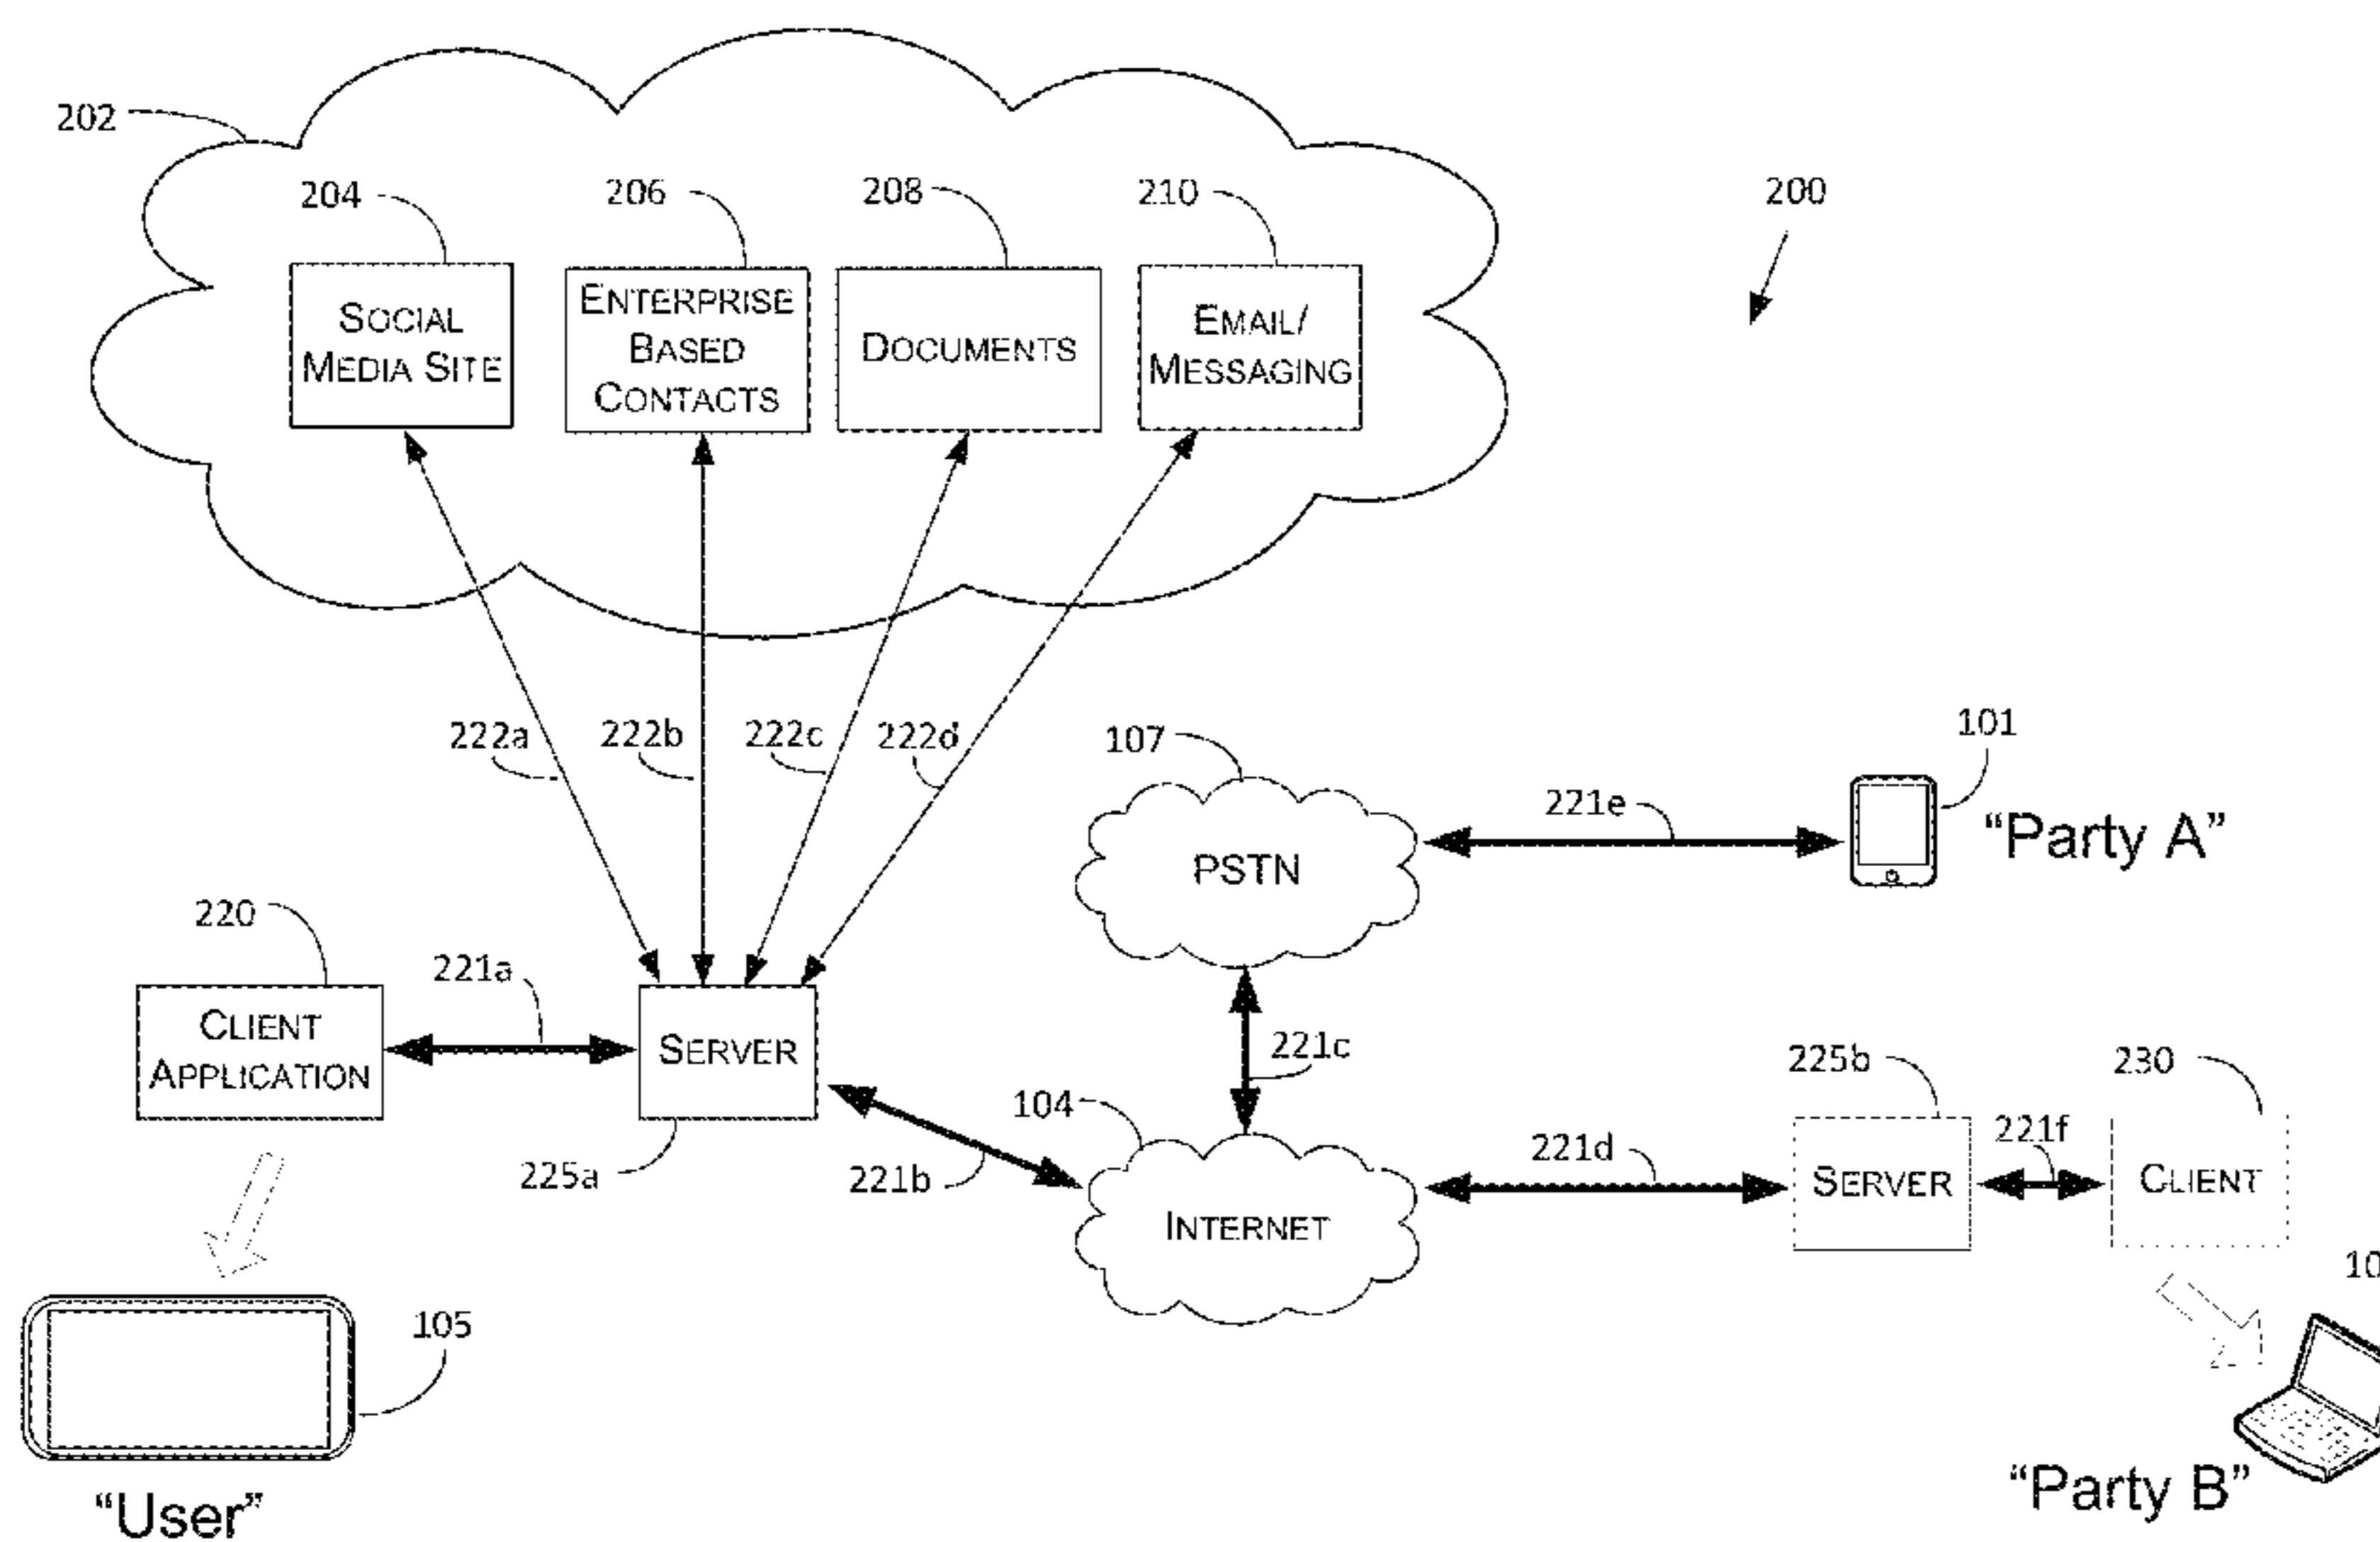 202
204
206
208
210
200
SOCIAL
MEDIA SITE
ENTERPRISE
BASED
CONTACTS
DOCUMENTS
EMAIL/
MESSAGING
222a
222b
222c
222d
107
101
221e
PSTN
"Party A"
220
221a
CLIENT
APPLICATION
SERVER
221c
225b
230
104
225a
221b
221d
221f
SERVER
CLIENT
INTERNET
105
"User"
"Party B"